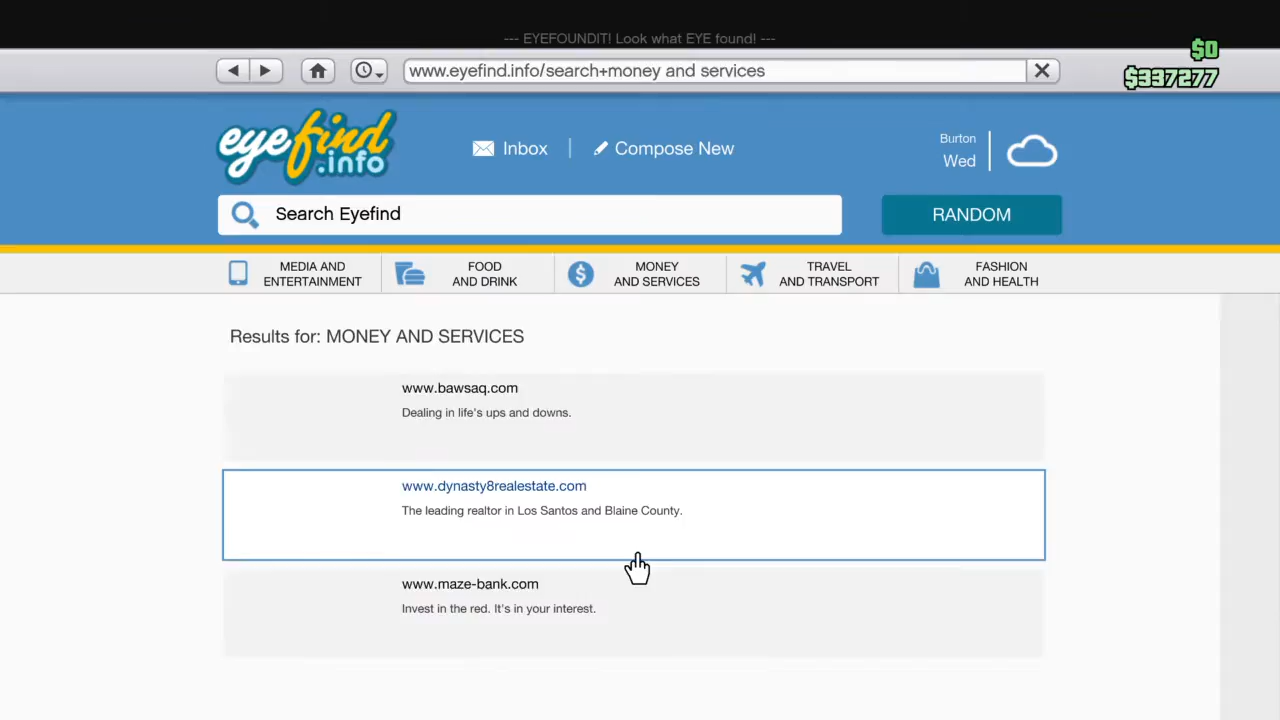 --- EYEFOUNDIT! Look what EYE found! ---
$0
www.eyefind.info/search+money and services
$337277
eyefind
.info
Inbox
Compose New
Burton
Wed
Search Eyefind
RANDOM
MEDIA AND
ENTERTAINMENT
FOOD
AND DRINK
MONEY
AND SERVICES
TRAVEL
AND TRANSPORT
FASHION
AND HEALTH
Results for: MONEY AND SERVICES
www.bawsaq.com
Dealing in life's ups and downs.
www.dynasty8realestate.com
The leading realtor in Los Santos and Blaine County.
www.maze-bank.com
Invest in the red. It's in your interest.